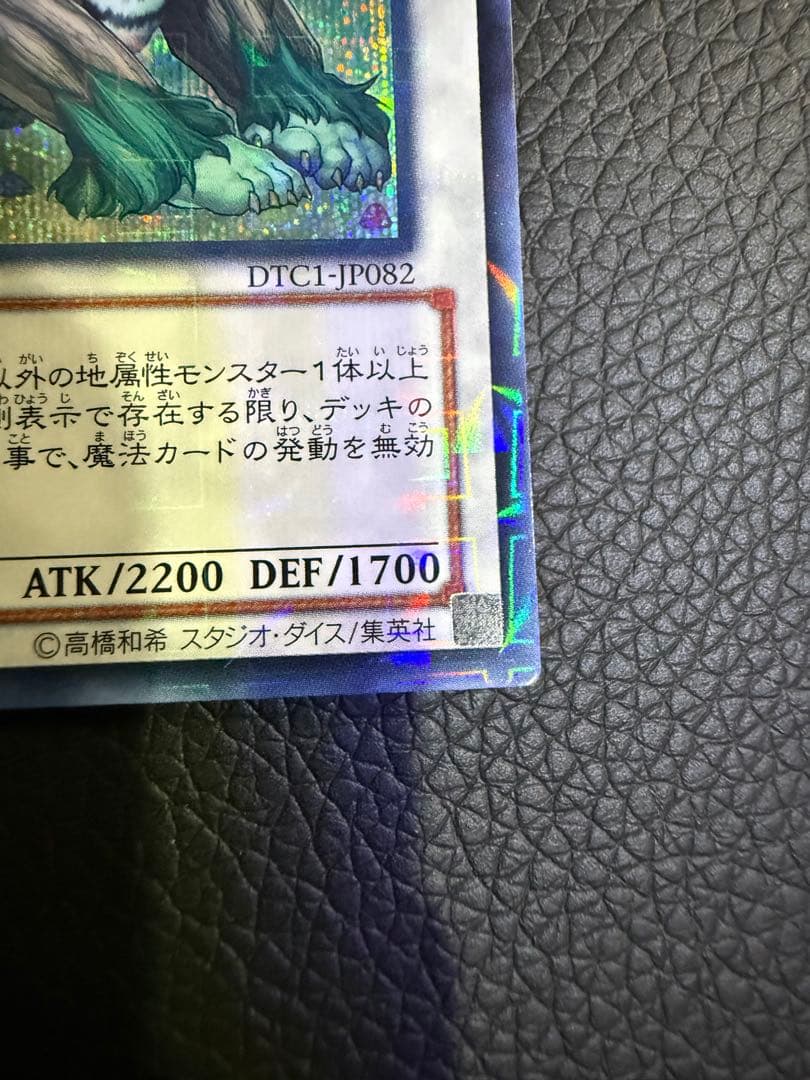 DTC1-JP082
以外の地属性モンスター1体以上
側表示で存在する限り、デッキの
事で、魔法カードの発動を無効
ATK/2200 DEF/1700
©高橋和希 スタジオ・ダイス/集英社